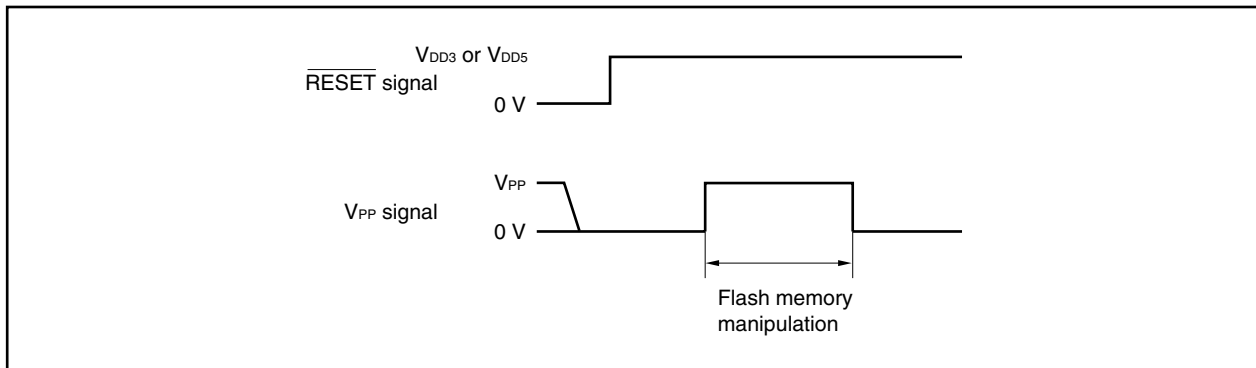 VDD3 or VDD5
RESET signal
0 V
VPP
VPP signal
0 V
Flash memory
manipulation